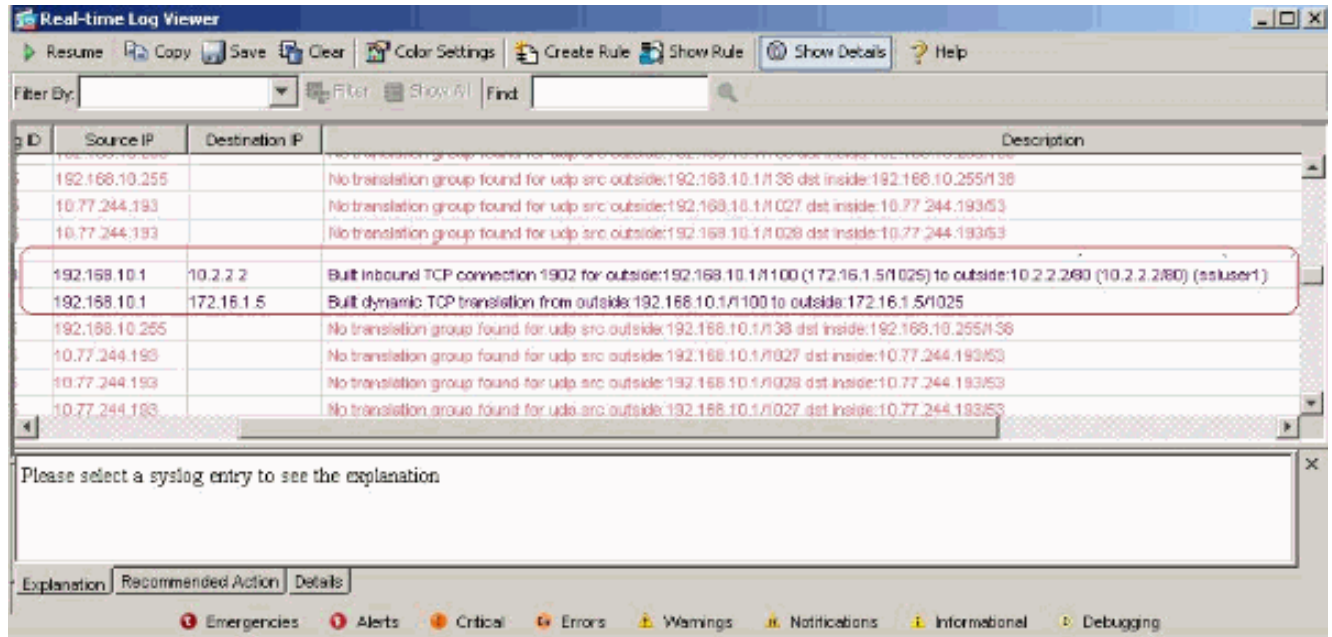 Real-time Log Viewer
Resume Copy Save Clear Color Settings Create Rule Show Rule Show Details Help
Filter By: Filter Show All Find:
g ID Source IP Destination IP Description
192.168.10.255 No translation group found for udp src outside:192.168.10.1/138 dst inside:192.168.10.255/138
10.77.244.193 No translation group found for udp src outside:192.168.10.1/1027 dst inside:10.77.244.193/53
10.77.244.193 No translation group found for udp src outside:192.168.10.1/1028 dst inside:10.77.244.193/53
192.168.10.1 10.2.2.2 Built inbound TCP connection 1902 for outside:192.168.10.1/1100 (172.16.1.5/1025) to outside:10.2.2.2/80 (10.2.2.2/80) (ssluser1)
192.168.10.1 172.16.1.5 Built dynamic TCP translation from outside:192.168.10.1/1100 to outside:172.16.1.5/1025
192.168.10.255 No translation group found for udp src outside:192.168.10.1/138 dst inside:192.168.10.255/138
10.77.244.193 No translation group found for udp src outside:192.168.10.1/1027 dst inside:10.77.244.193/53
10.77.244.193 No translation group found for udp src outside:192.168.10.1/1028 dst inside:10.77.244.193/53
10.77.244.193 No translation group found for udp src outside:192.168.10.1/1027 dst inside:10.77.244.193/53
Please select a syslog entry to see the explanation
Explanation Recommended Action Details
Emergencies Alerts Critical Errors Warnings Notifications Informational Debugging